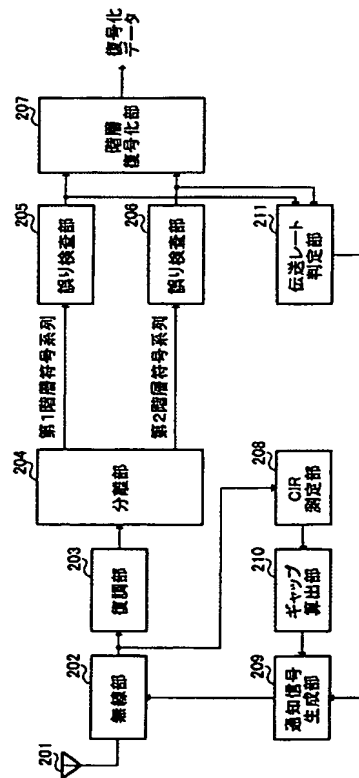 201
202
無線部
203
復調部
204
分離部
第1階層符号系列
第2階層符号系列
205
誤り検査部
206
誤り検査部
207
階層
復号化部
復号化
データ
208
CIR
測定部
209
通知信号
生成部
210
ギャップ
算出部
211
伝送レート
判定部